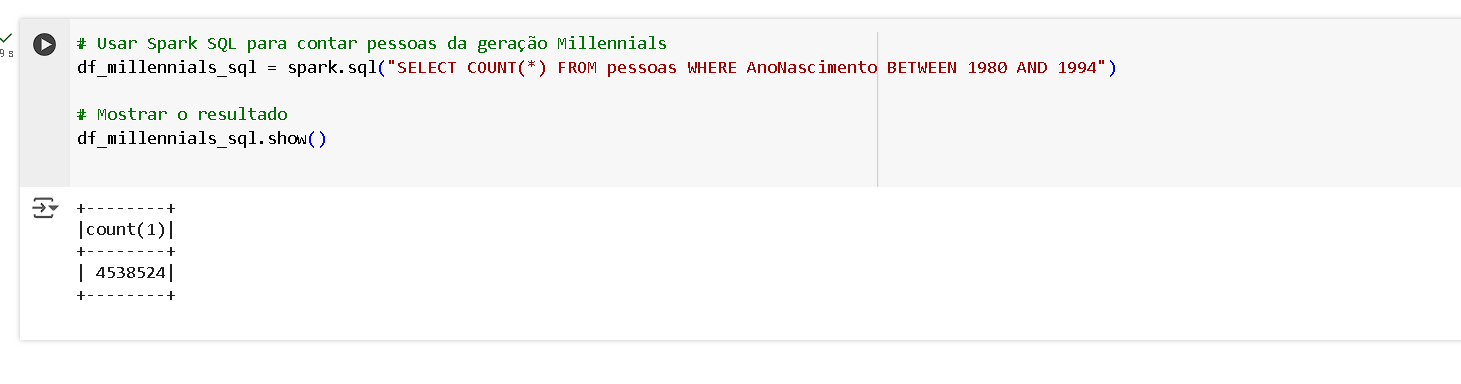 # Usar Spark SQL para contar pessoas da geração Millennials
9 s
df_millennials_sql = spark.sql("SELECT COUNT(*) FROM pessoas WHERE AnoNascimento BETWEEN 1980 AND 1994")
# Mostrar o resultado
df_millennials_sql.show()
+--------+
|count(1)|
+--------+
| 4538524|
+--------+